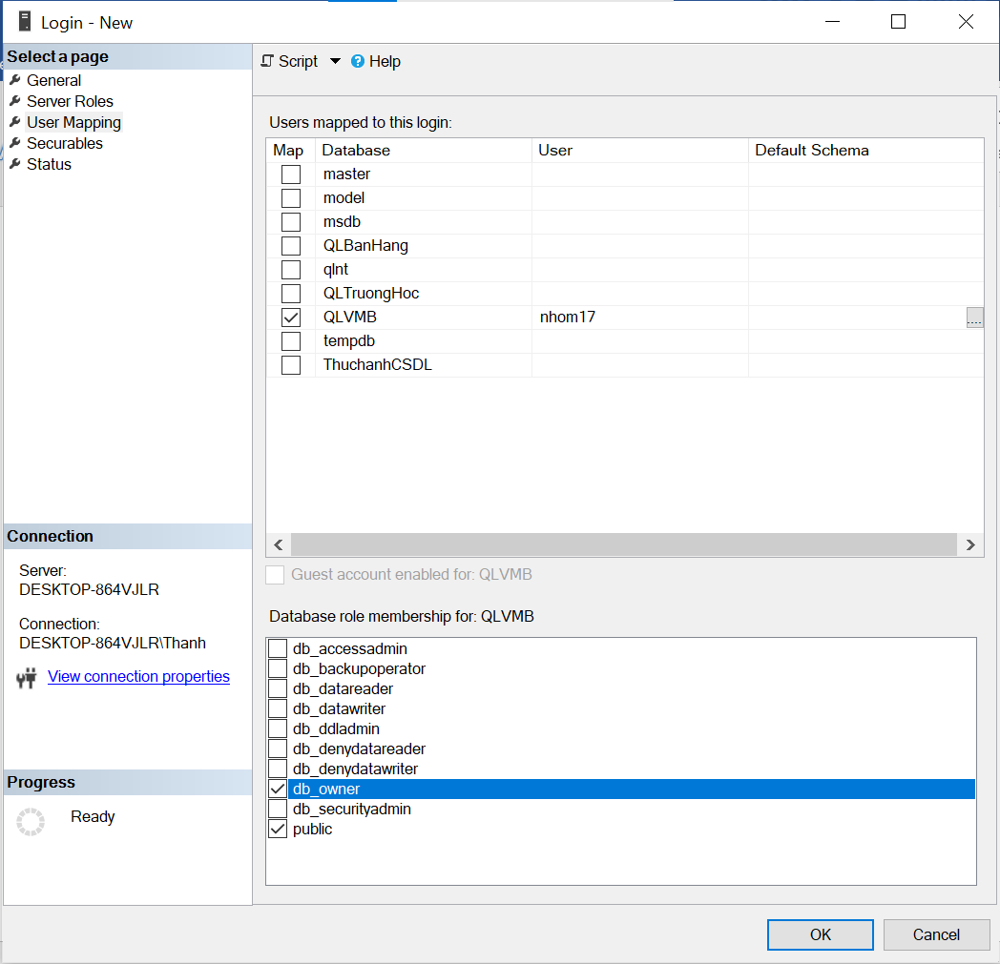 Login - New
Select a page
General
Server Roles
User Mapping
Securables
Status
Script Help
Users mapped to this login:
Map Database User Default Schema
master
model
msdb
QLBanHang
qlnt
QLTruongHoc
QLVMB nhom17 ...
tempdb
ThuchanhCSDL
Guest account enabled for: QLVMB
Database role membership for: QLVMB
db_accessadmin
db_backupoperator
db_datareader
db_datawriter
db_ddladmin
db_denydatareader
db_denydatawriter
db_owner
db_securityadmin
public
Connection
Server:
DESKTOP-864VJLR
Connection:
DESKTOP-864VJLR\Thanh
View connection properties
Progress
Ready
OK Cancel